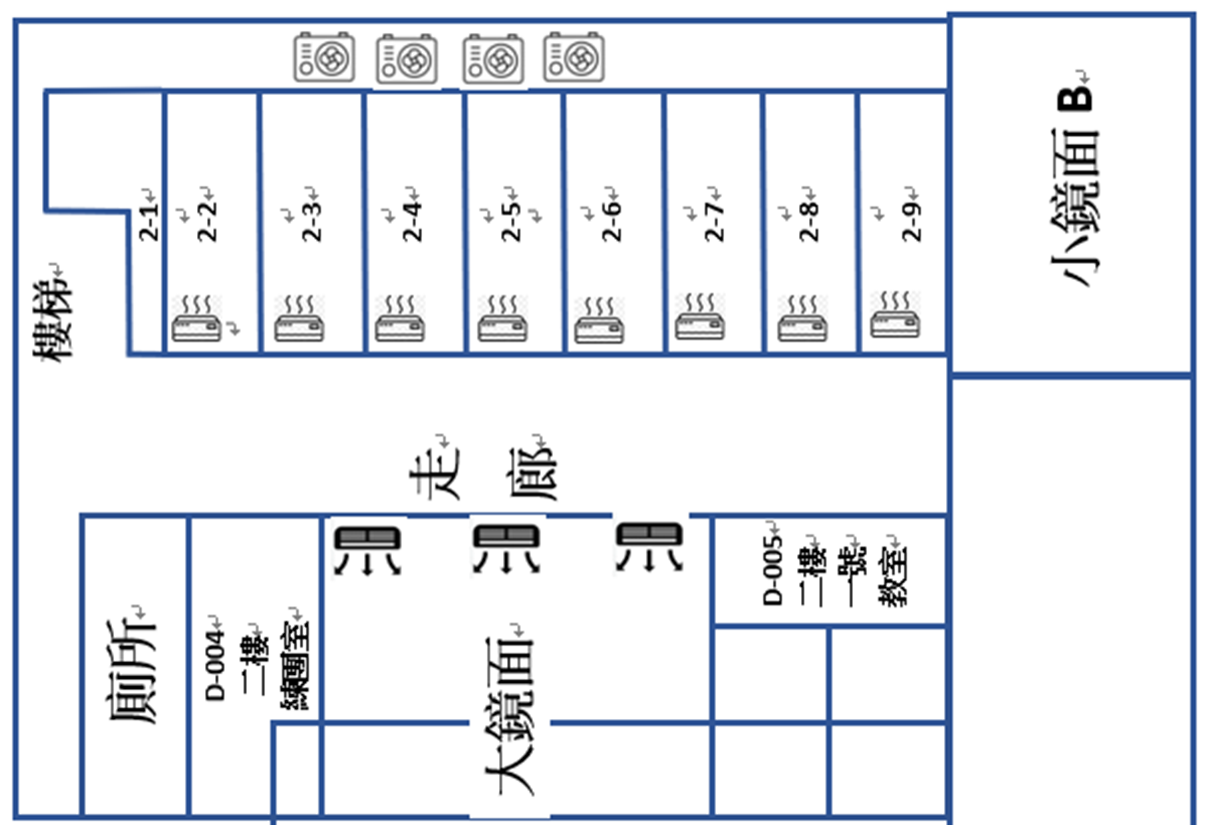 2-1
2-2
2-3
2-4
2-5
2-6
2-7
2-8
2-9
小鏡面 B
樓梯
走廊
廁所
D-004
二樓
練團室
大鏡面
D-005
二樓
一號
教室